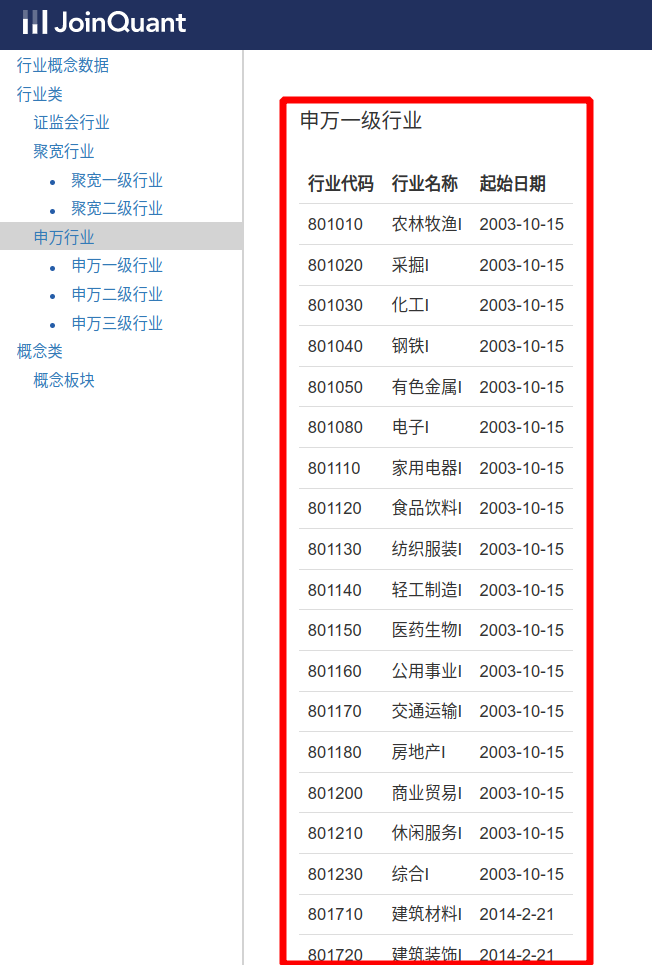 JoinQuant
行业概念数据
行业类
证监会行业
聚宽行业
聚宽一级行业
聚宽二级行业
申万行业
申万一级行业
申万二级行业
申万三级行业
概念类
概念板块
申万一级行业
行业代码 行业名称 起始日期
801010 农林牧渔I 2003-10-15
801020 采掘I 2003-10-15
801030 化工I 2003-10-15
801040 钢铁I 2003-10-15
801050 有色金属I 2003-10-15
801080 电子I 2003-10-15
801110 家用电器I 2003-10-15
801120 食品饮料I 2003-10-15
801130 纺织服装I 2003-10-15
801140 轻工制造I 2003-10-15
801150 医药生物I 2003-10-15
801160 公用事业I 2003-10-15
801170 交通运输I 2003-10-15
801180 房地产I 2003-10-15
801200 商业贸易I 2003-10-15
801210 休闲服务I 2003-10-15
801230 综合I 2003-10-15
801710 建筑材料I 2014-2-21
801720 建筑装饰I 2014-2-21